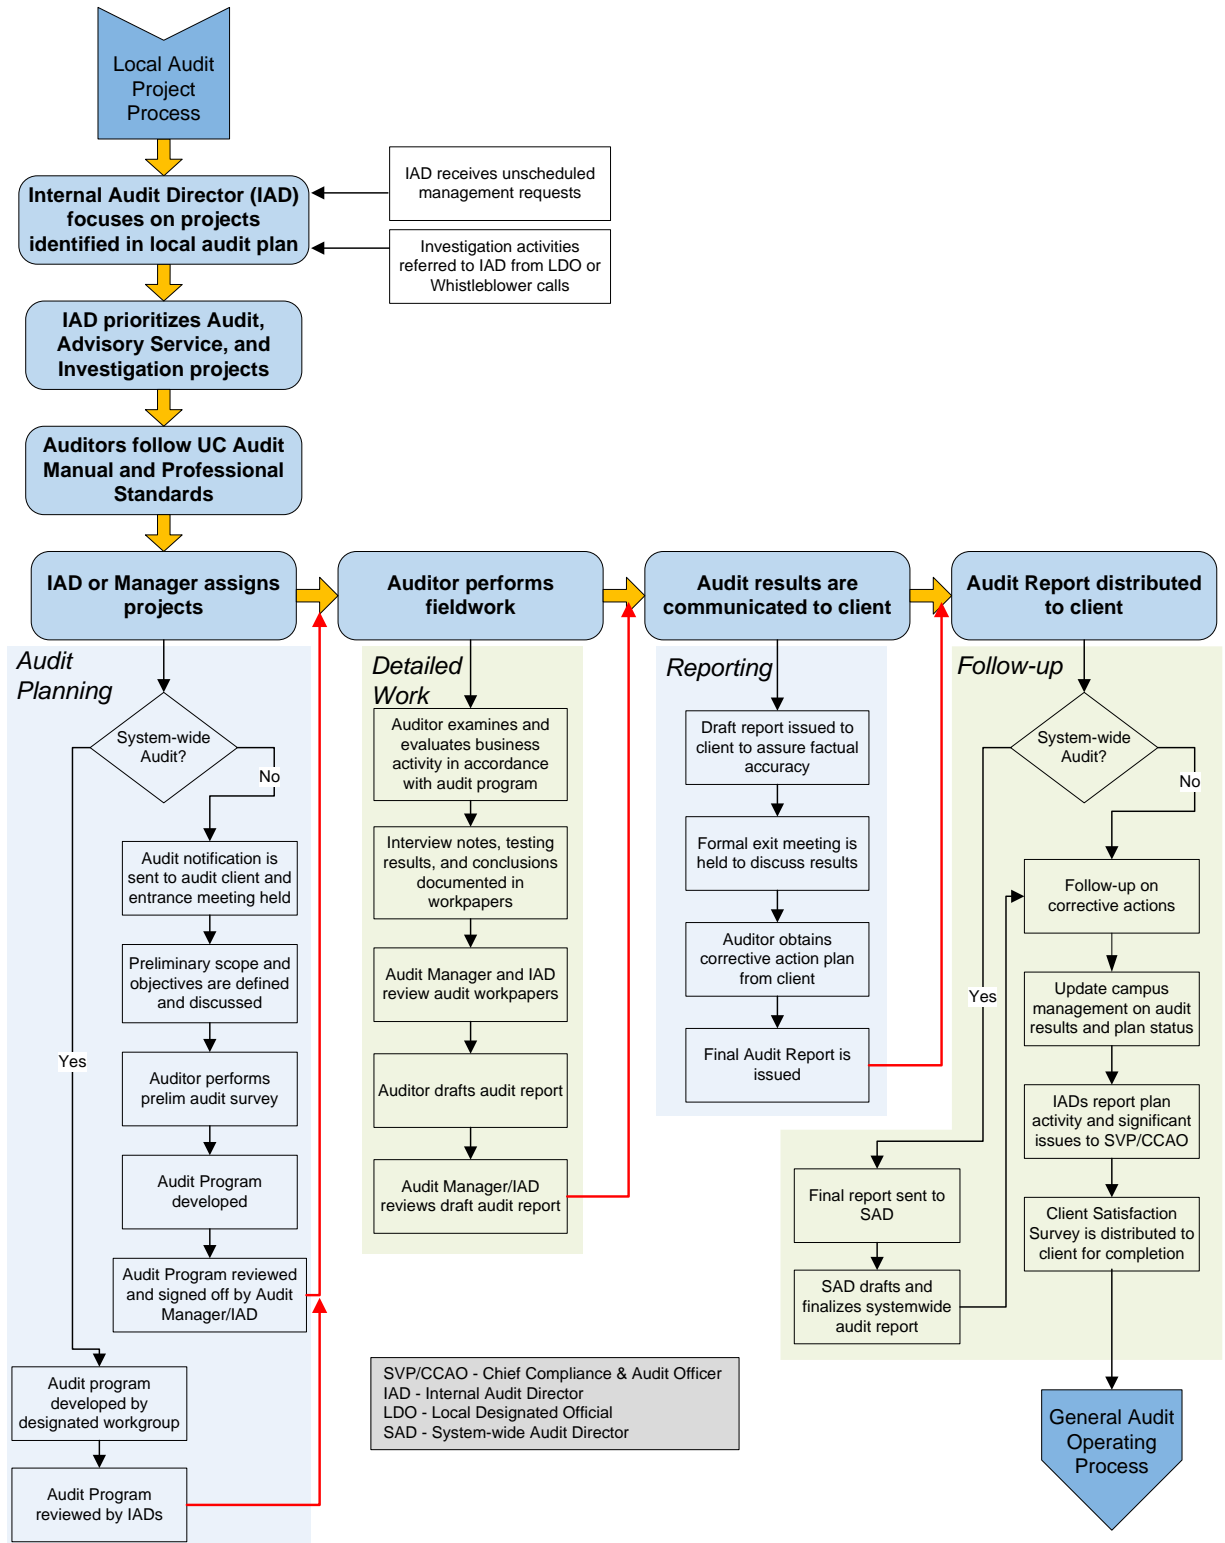 Local Audit
Project
Process
IAD receives unscheduled
management requests
Internal Audit Director (IAD)
focuses on projects
identified in local audit plan
Investigation activities
referred to IAD from LDO or
Whistleblower calls
IAD prioritizes Audit,
Advisory Service, and
Investigation projects
Auditors follow UC Audit
Manual and Professional
Standards
IAD or Manager assigns
projects
Auditor performs
fieldwork
Audit results are
communicated to client
Audit Report distributed
to client
Audit
Planning
System-wide
Audit?
No
Yes
Audit notification is
sent to audit client and
entrance meeting held
Preliminary scope and
objectives are defined
and discussed
Auditor performs
prelim audit survey
Audit Program
developed
Audit Program reviewed
and signed off by Audit
Manager/IAD
Audit program
developed by
designated workgroup
Audit Program
reviewed by IADs
Detailed
Work
Auditor examines and
evaluates business
activity in accordance
with audit program
Interview notes, testing
results, and conclusions
documented in
workpapers
Audit Manager and IAD
review audit workpapers
Auditor drafts audit report
Audit Manager/IAD
reviews draft audit report
Reporting
Draft report issued to
client to assure factual
accuracy
Formal exit meeting is
held to discuss results
Auditor obtains
corrective action plan
from client
Final Audit Report is
issued
Follow-up
System-wide
Audit?
No
Yes
Follow-up on
corrective actions
Update campus
management on audit
results and plan status
IADs report plan
activity and significant
issues to SVP/CCAO
Client Satisfaction
Survey is distributed to
client for completion
Final report sent to
SAD
SAD drafts and
finalizes systemwide
audit report
SVP/CCAO - Chief Compliance & Audit Officer
IAD - Internal Audit Director
LDO - Local Designated Official
SAD - System-wide Audit Director
General Audit
Operating
Process